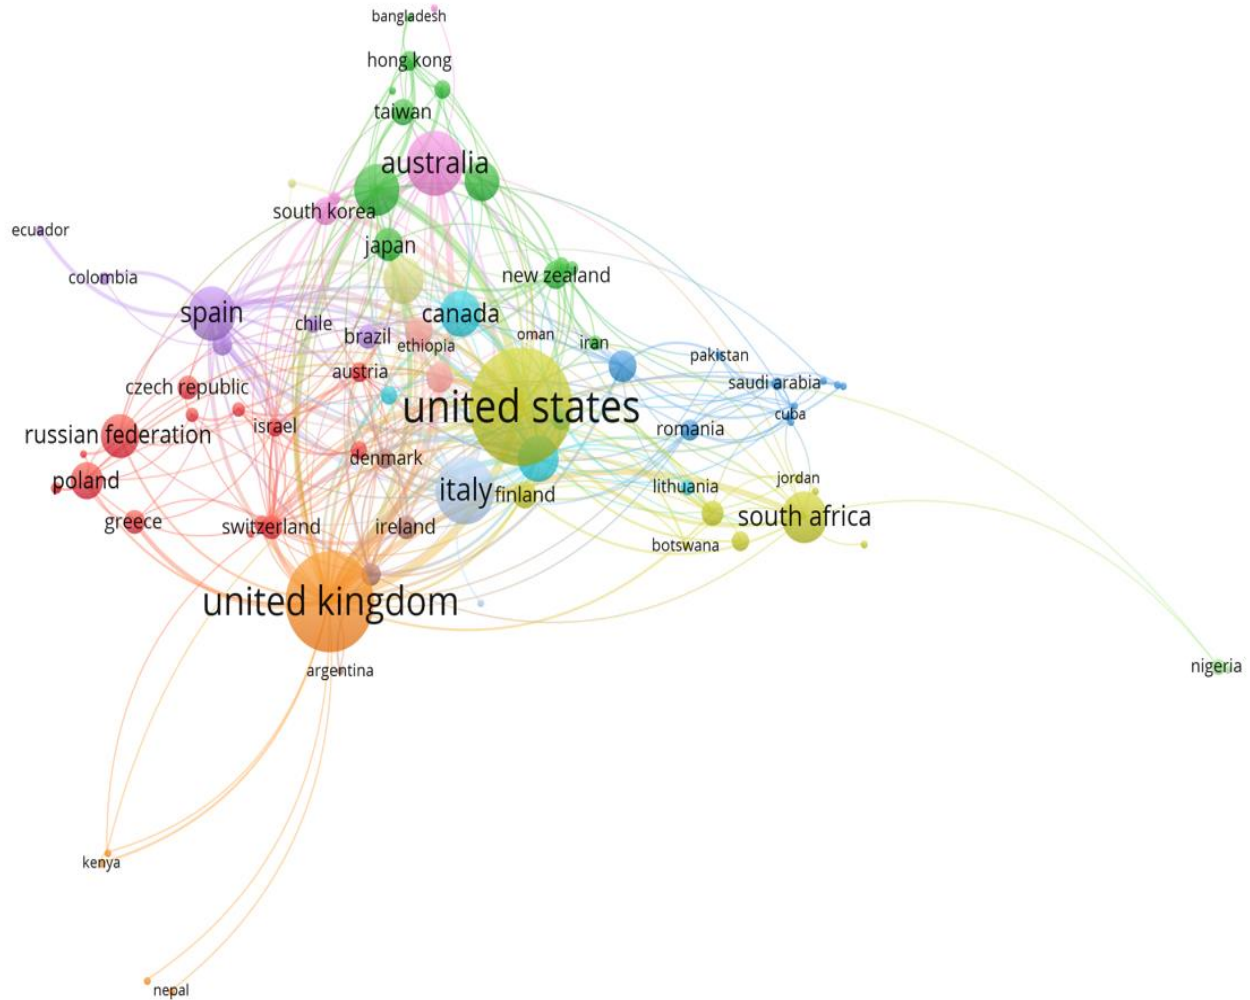 bangladesh
hong kong
taiwan
australia
south korea
ecuador
japan
colombia
new zealand
spain
canada
chile
brazil
oman
iran
ethiopia
pakistan
austria
saudi arabia
czech republic
united states
cuba
israel
romania
russian federation
denmark
poland
jordan
lithuania
italy
finland
south africa
greece
switzerland
ireland
botswana
united kingdom
nigeria
argentina
kenya
nepal